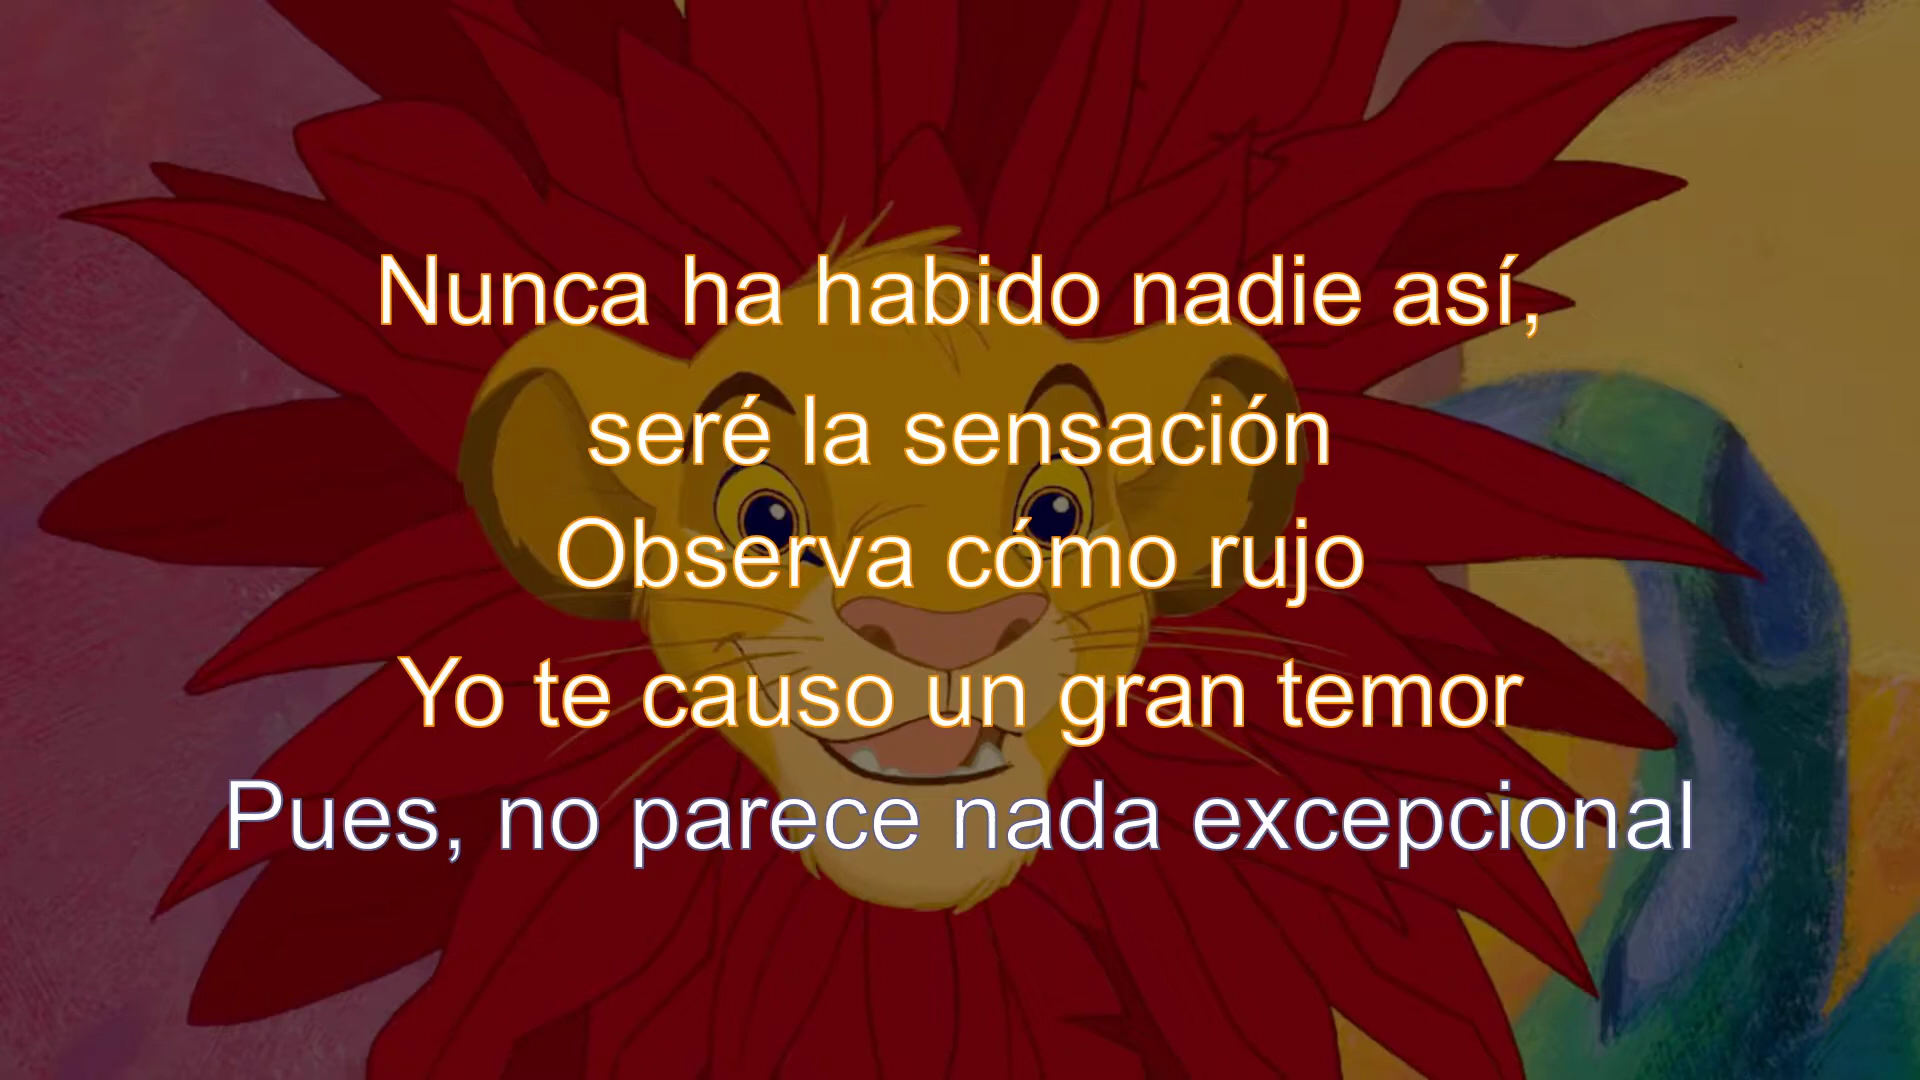 Nunca ha habido nadie así,
seré la sensación
Observa cómo rujo
Yo te causo un gran temor
Pues, no parece nada excepcional